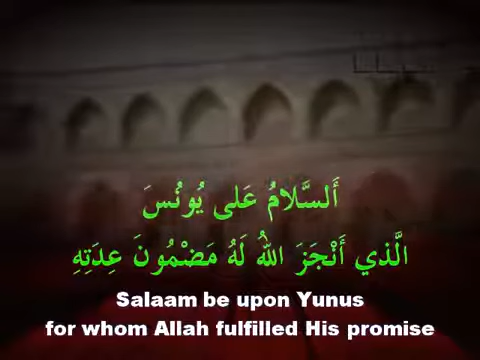 أَلسَّلامُ عَلى يُونُسَ
الَّذي أَنْجَزَ اللهُ لَهُ مَضْمُونَ عِدَتِهِ
Salaam be upon Yunus
for whom Allah fulfilled His promise